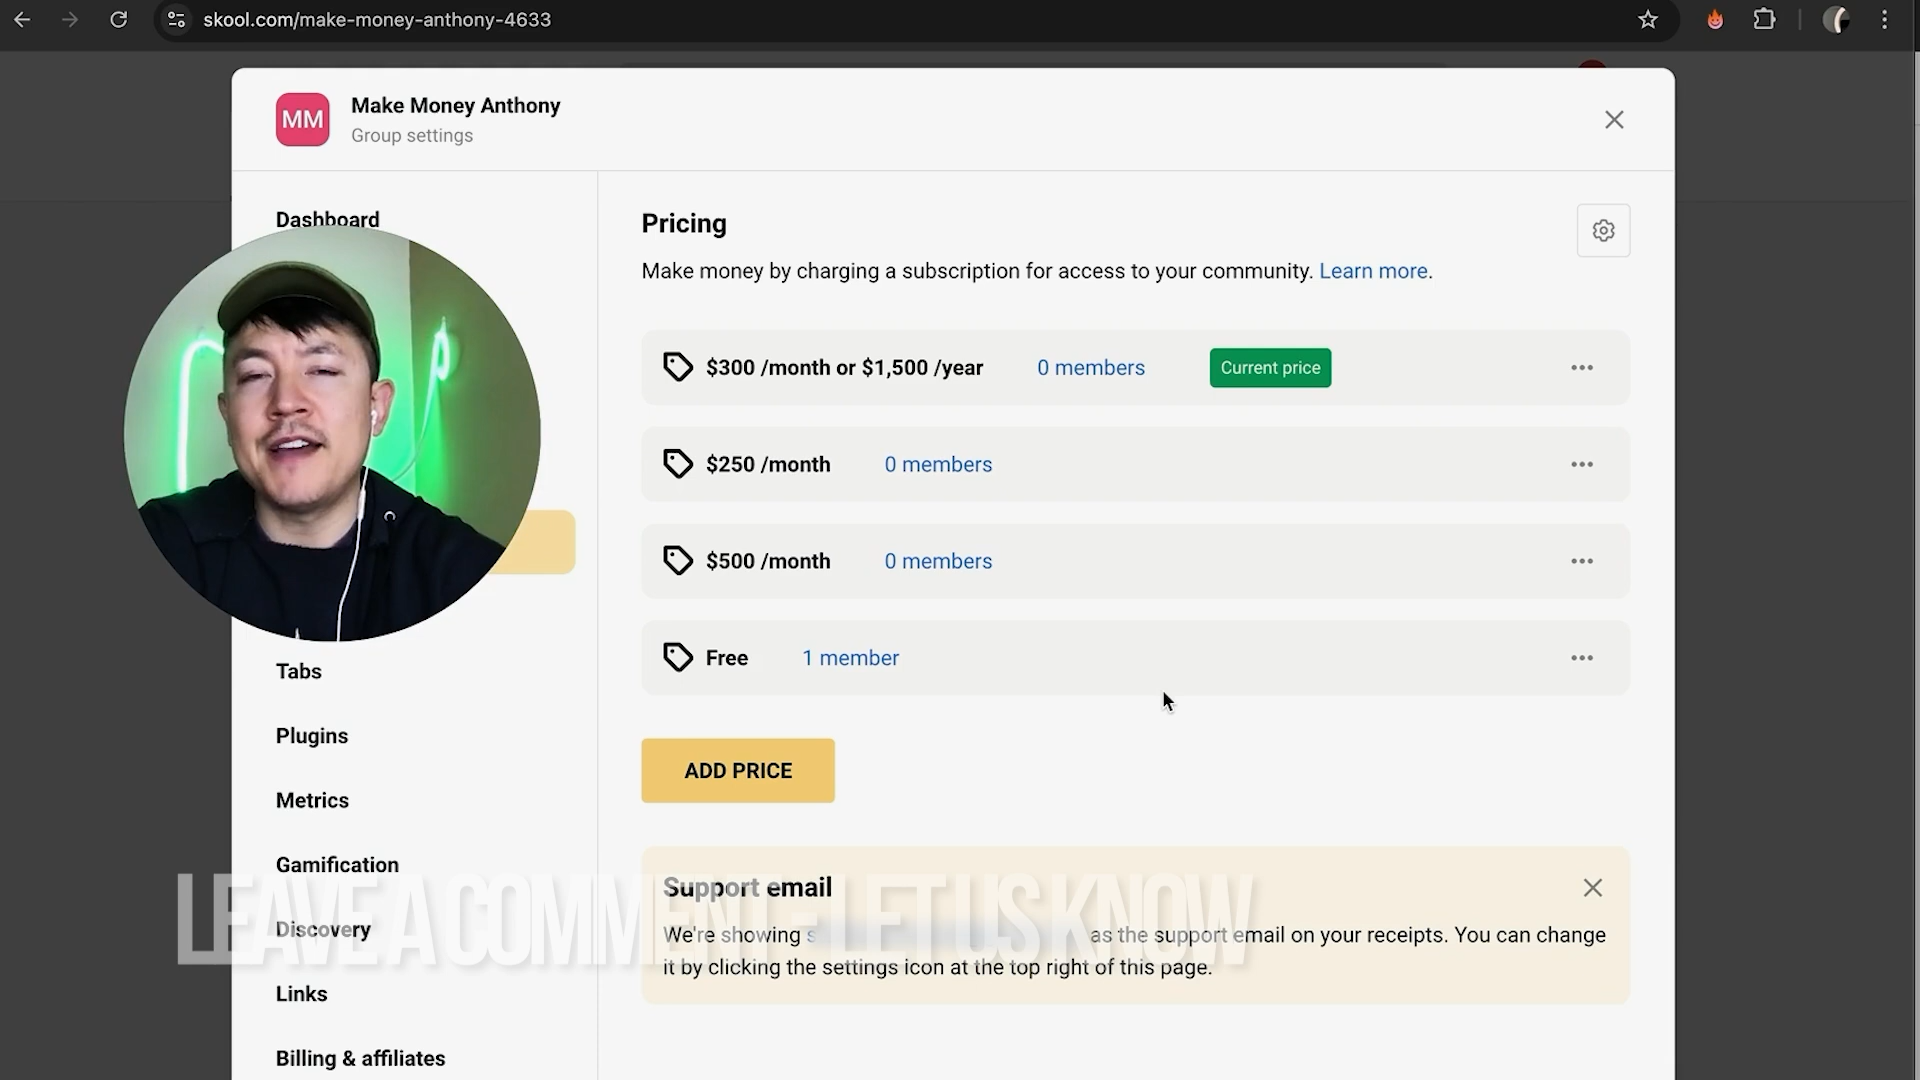 skool.com/make-money-anthony-4633
MM
Make Money Anthony
Group settings
Dashboard
Tabs
Plugins
Metrics
Gamification
Discovery
Links
Billing & affiliates
Pricing
Make money by charging a subscription for access to your community. Learn more.
$300 /month or $1,500 /year 0 members Current price
$250 /month 0 members
$500 /month 0 members
Free 1 member
ADD PRICE
Support email
We're showing s as the support email on your receipts. You can change
it by clicking the settings icon at the top right of this page.
LEAVE A COMMENT - LET US KNOW